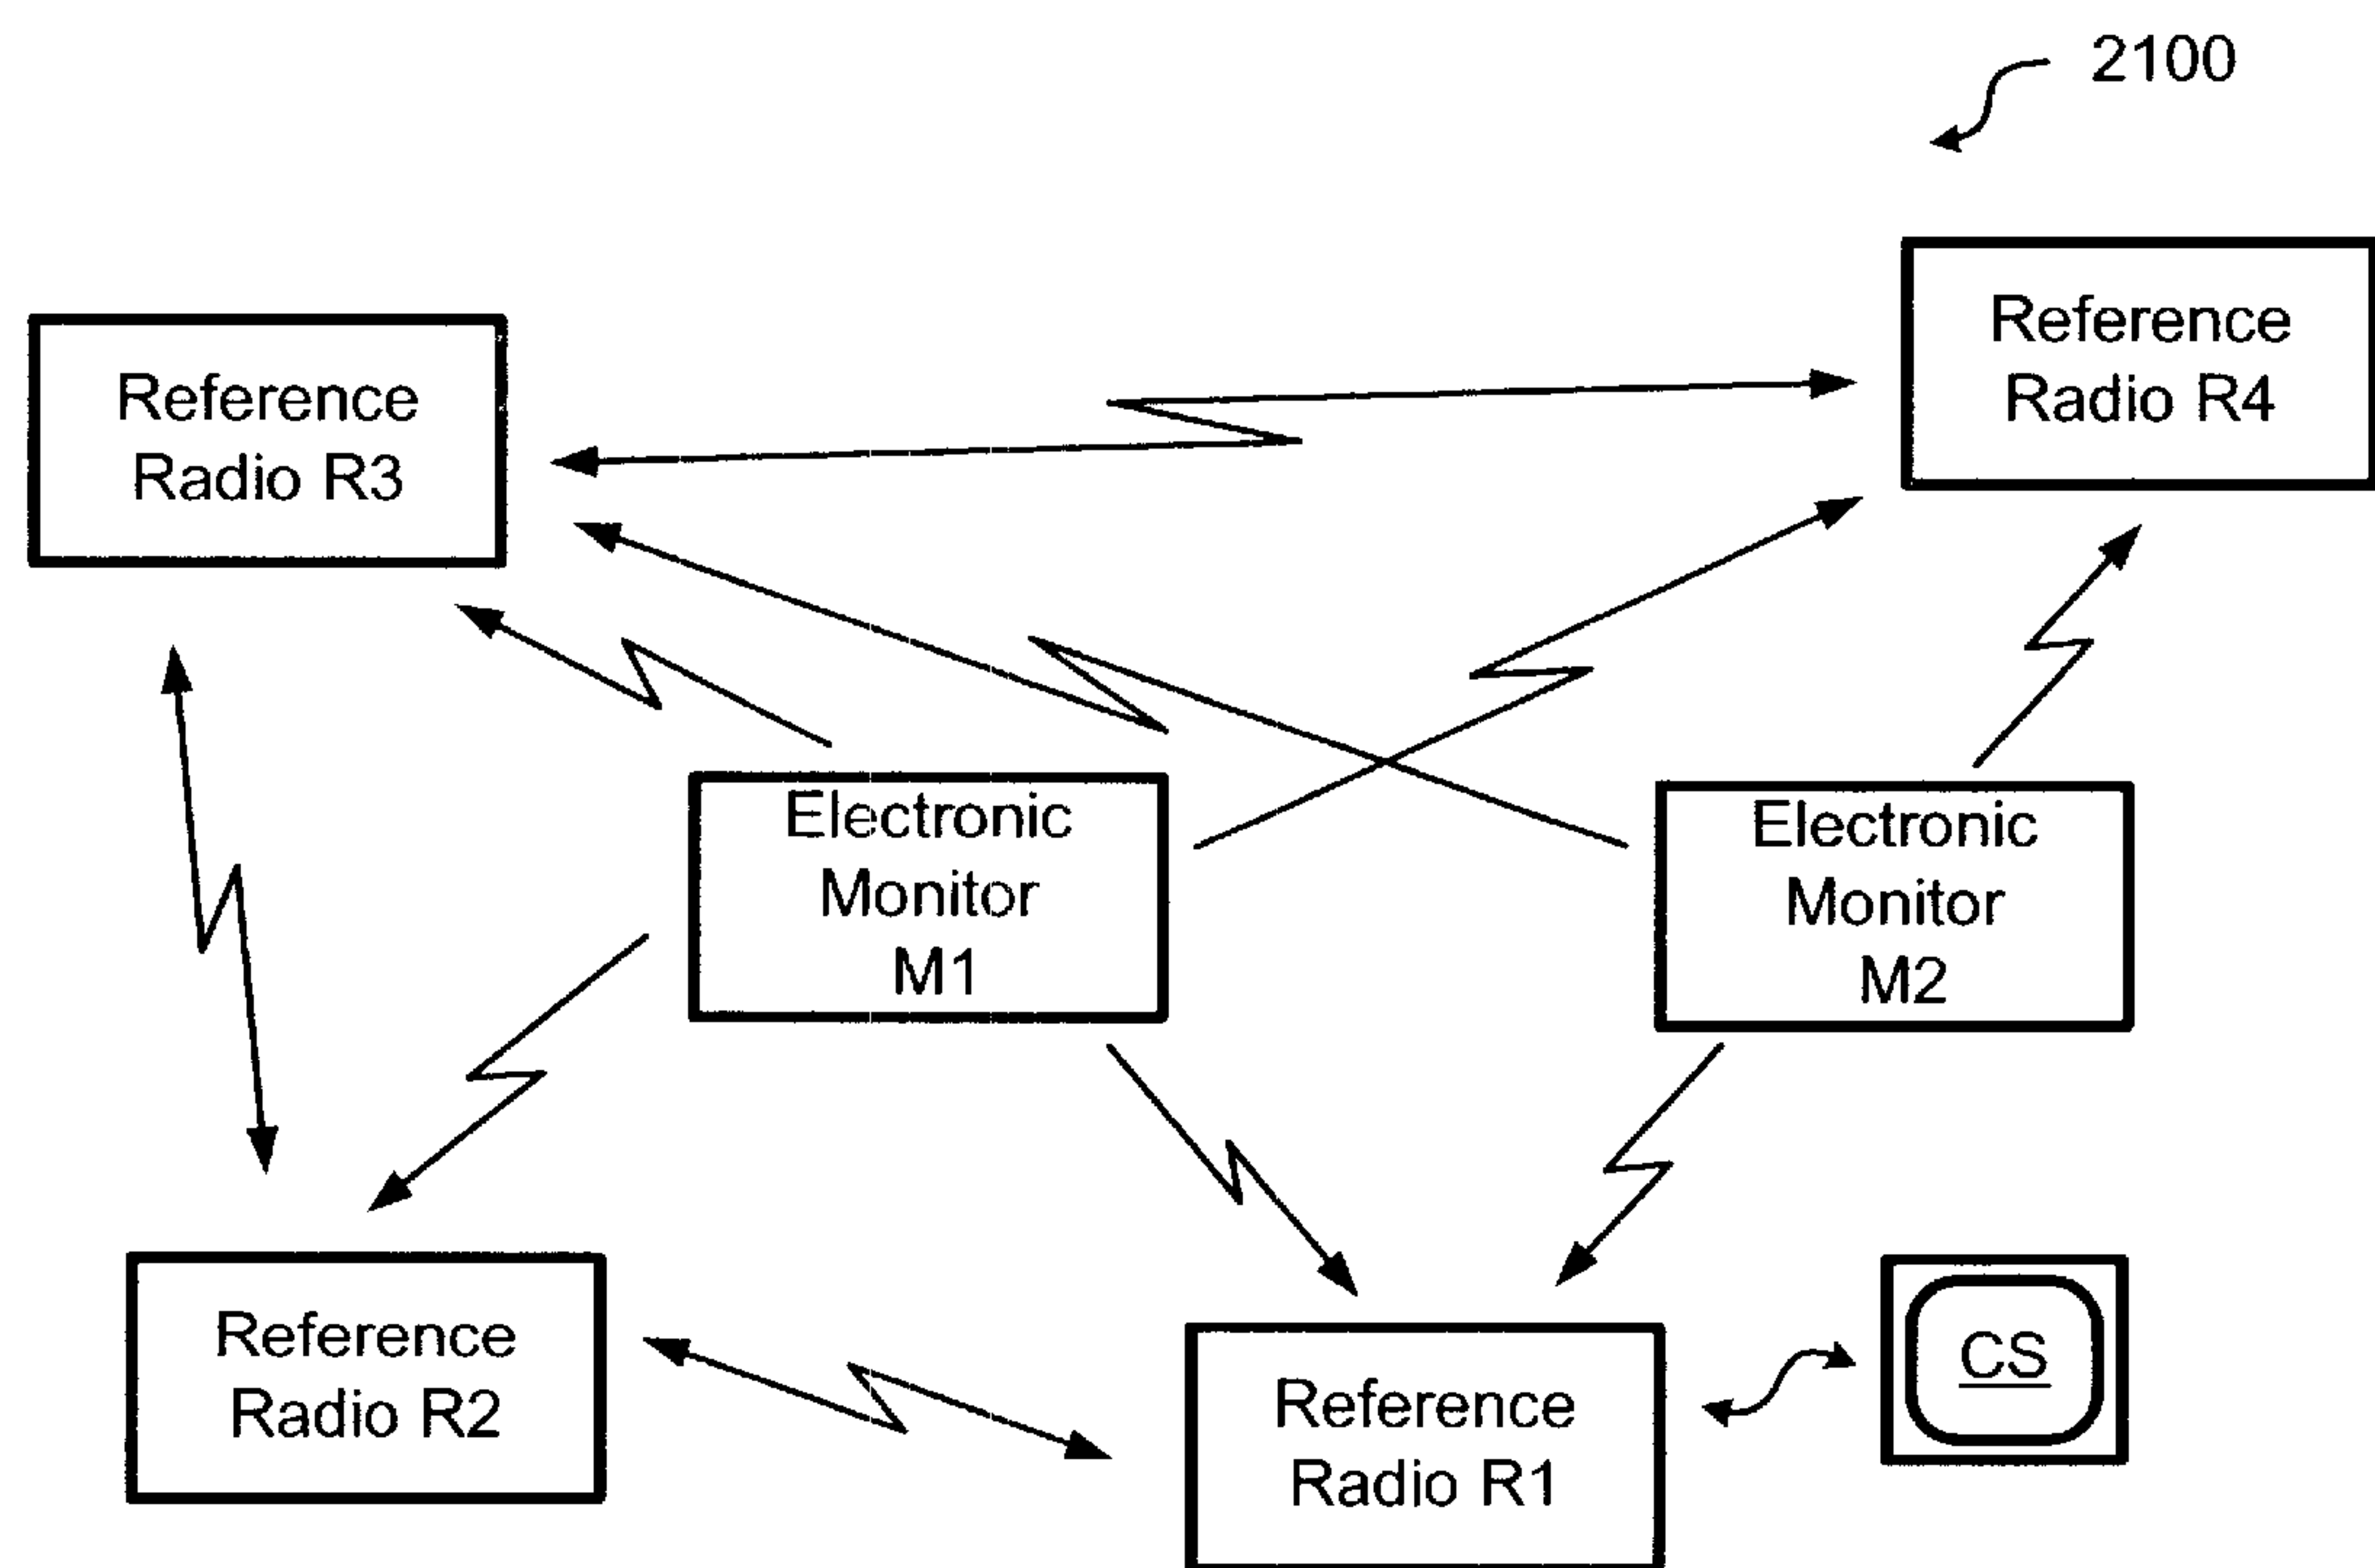 2100
Reference
Radio R4
Reference
Radio R3
Electronic
Monitor
M1
Electronic
Monitor
M2
Reference
Radio R2
Reference
Radio R1
CS